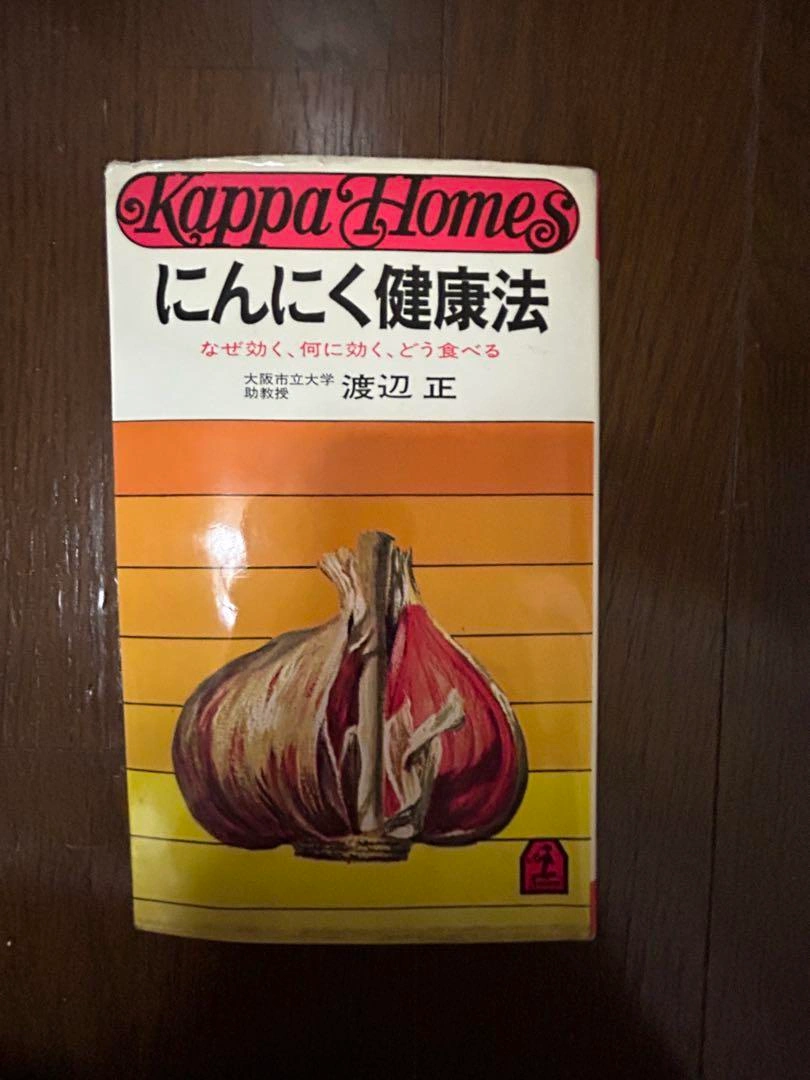 Kappa Homes
にんにく健康法
なぜ効く、何に効く、どう食べる
大阪市立大学
助教授 渡辺 正